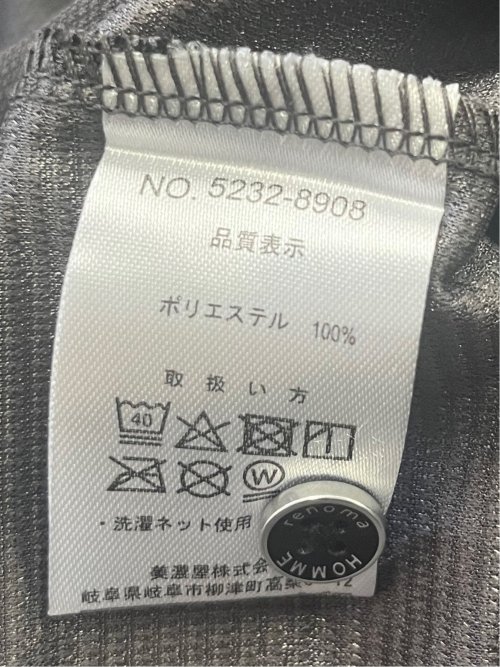 NO. 5232-8908
品質表示
ポリエステル 100%
取扱い方
40
W
・洗濯ネット使用
renoma
HOMME
美濃屋株式会
岐阜県岐阜市柳津町高桑